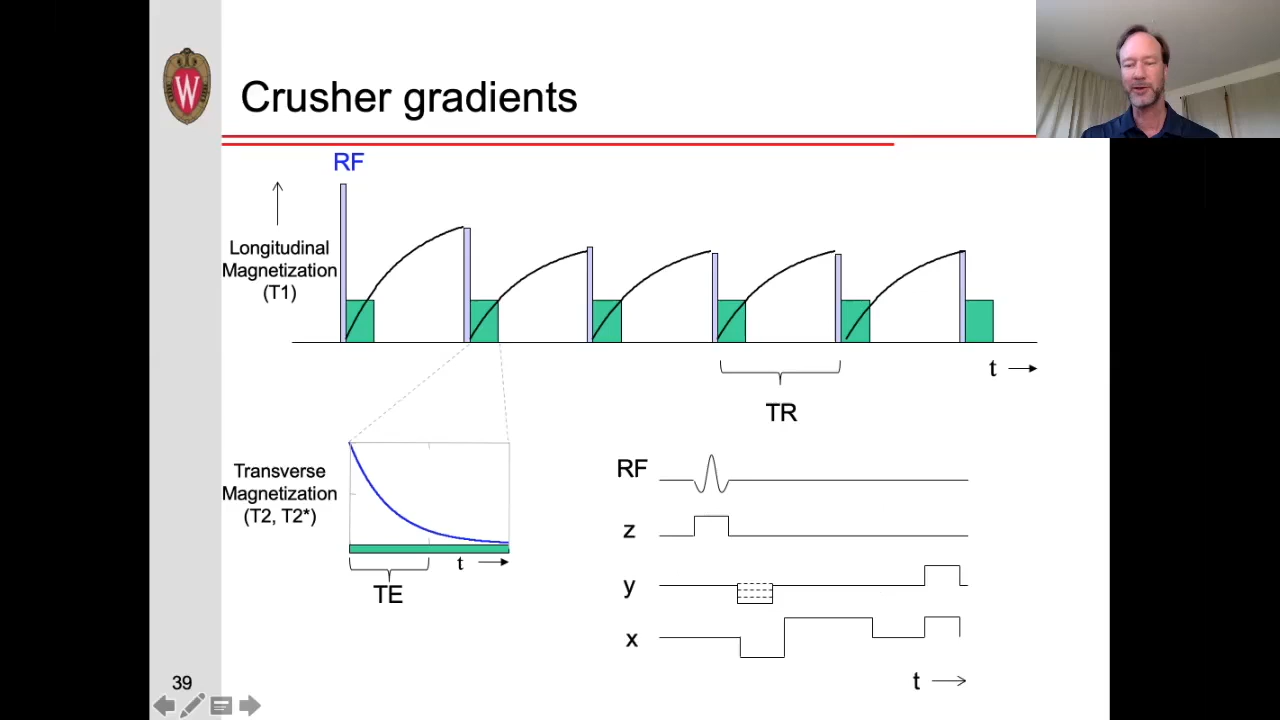 W
Crusher gradients
RF
Longitudinal
Magnetization
(T1)
t
TR
Transverse
Magnetization
(T2, T2*)
t
TE
RF
z
y
x
t
39